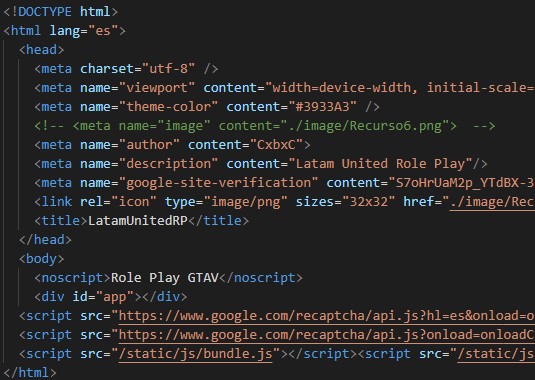 <!DOCTYPE html>
<html lang="es">
<head>
<meta charset="utf-8" />
<meta name="viewport" content="width=device-width, initial-scale=
<meta name="theme-color" content="#3933A3" />
<!-- <meta name="image" content="./image/Recurso6.png">  -->
<meta name="author" content="CxbxC">
<meta name="description" content="Latam United Role Play"/>
<meta name="google-site-verification" content="S7oHrUaM2p_YTdBX-3
<link rel="icon" type="image/png" sizes="32x32" href="./image/Rec
<title>LatamUnitedRP</title>
</head>
<body>
<noscript>Role Play GTAV</noscript>
<div id="app"></div>
<script src="https://www.google.com/recaptcha/api.js?hl=es&onload=o
<script src="https://www.google.com/recaptcha/api.js?onload=onloadC
<script src="/static/js/bundle.js"></script><script src="/static/js
</html>